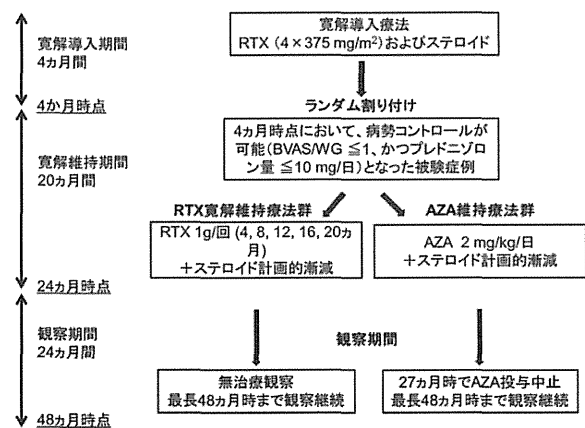 寛解導入期間
4ヵ月間
4か月時点
寛解維持期間
20ヵ月間
24ヵ月時点
観察期間
24ヵ月間
48ヵ月時点
寛解導入療法
RTX (4×375 mg/m²)およびステロイド
ランダム割り付け
4ヵ月時点において、病勢コントロールが
可能(BVAS/WG ≦1、かつプレドニゾロ
ン量 ≦10 mg/日)となった被験症例
RTX寛解維持療法群
RTX 1g/回 (4, 8, 12, 16, 20ヵ
月)
+ステロイド計画的漸減
AZA維持療法群
AZA 2 mg/kg/日
+ステロイド計画的漸減
観察期間
無治療観察
最長48ヵ月時まで観察継続
27ヵ月時でAZA投与中止
最長48ヵ月時まで観察継続